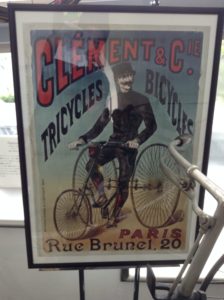 CLÉMENT & CIE
TRICYCLES
BICYCLES
PARIS
Rue Brunel, 20